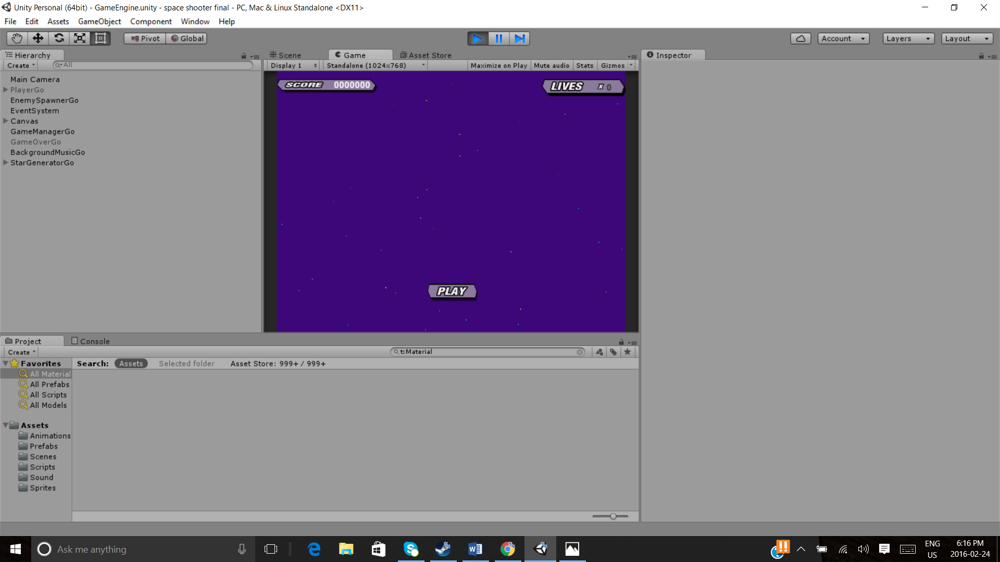 Unity Personal (64bit) - GameEngine.unity - space shooter final - PC, Mac & Linux Standalone <DX11>
File Edit Assets GameObject Component Window Help
Pivot Global Account Layers Layout
Hierarchy Scene Game Asset Store Inspector
Create All Display 1 Standalone (1024x768) Maximize on Play Mute audio Stats Gizmos
Main Camera
PlayerGo
EnemySpawnerGo
EventSystem
Canvas
GameManagerGo
GameOverGo
BackgroundMusicGo
StarGeneratorGo
SCORE 0000000 LIVES x 0
PLAY
Project Console
Create t:Material
Favorites Search: Assets Selected folder Asset Store: 999+ / 999+
All Material
All Prefabs
All Scripts
All Models
Assets
Animations
Prefabs
Scenes
Scripts
Sound
Sprites
Ask me anything ENG 6:16 PM
US 2016-02-24